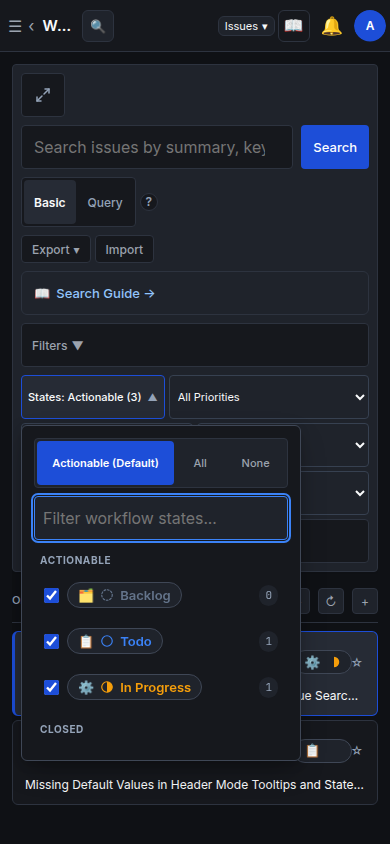 ☰ ‹ W... 🔍 Issues ▾ 📖 🔔 A
Search issues by summary, key
Search
Basic Query ?
Export ▾ Import
📖 Search Guide →
Filters ▼
States: Actionable (3) ▲ All Priorities
Actionable (Default) All None
Filter workflow states...
ACTIONABLE
Backlog 0
Todo 1
In Progress 1
CLOSED
↻ +
ue Searc...
Missing Default Values in Header Mode Tooltips and State...